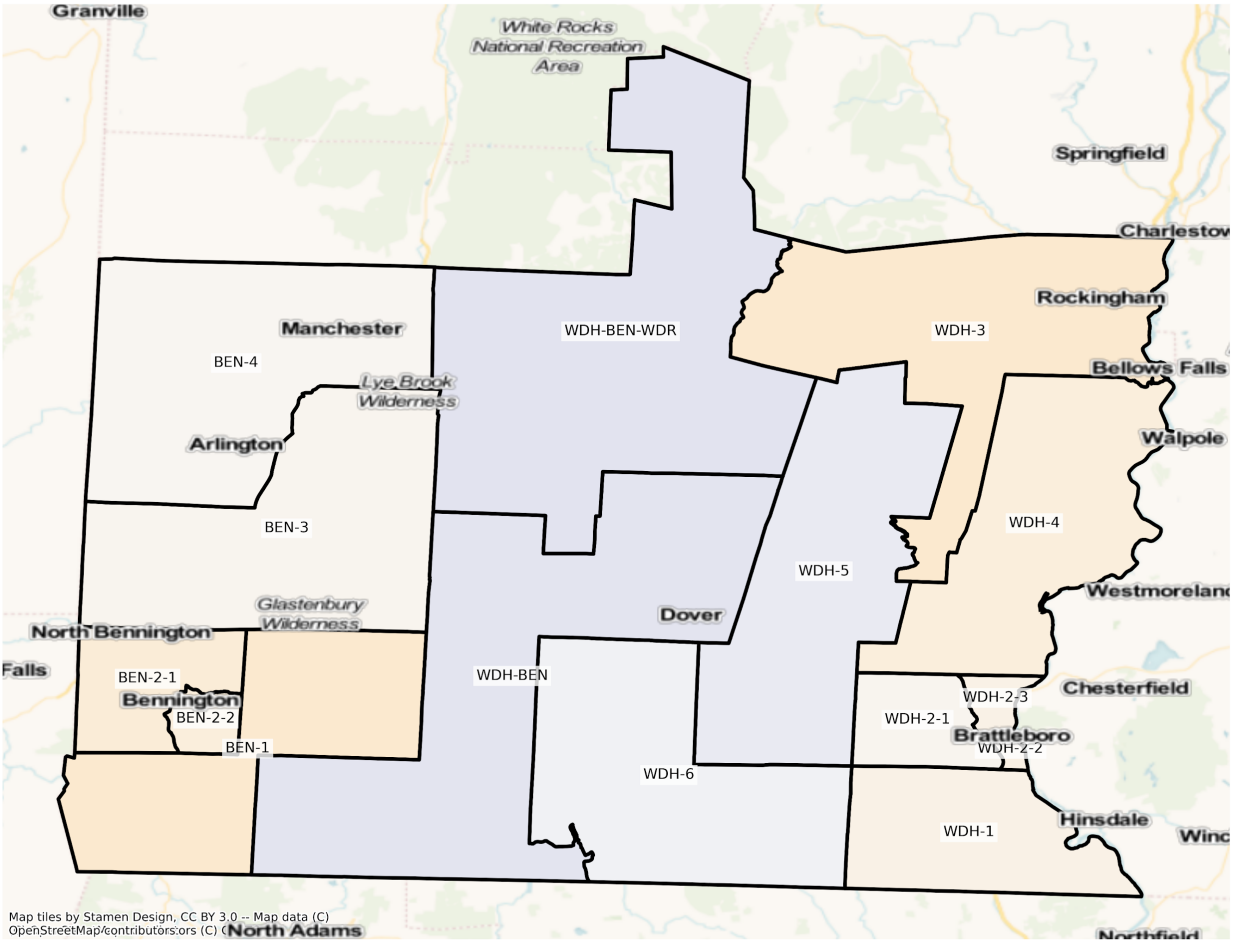 Granville
White Rocks
National Recreation
Area
Springfield
Charlestow
Rockingham
Manchester
WDH-BEN-WDR
WDH-3
BEN-4
Bellows Falls
Lye Brook
Wilderness
Arlington
Walpole
BEN-3
WDH-4
WDH-5
Westmoreland
Glastenbury
Wilderness
Dover
North Bennington
Falls
BEN-2-1
WDH-BEN
Chesterfield
Bennington
WDH-2-3
BEN-2-2
WDH-2-1
Brattleboro
WDH-2-2
BEN-1
WDH-6
Hinsdale
WDH-1
Winc
Map tiles by Stamen Design, CC BY 3.0 -- Map data (C)
OpenStreetMap contributors
North Adams
Northfield